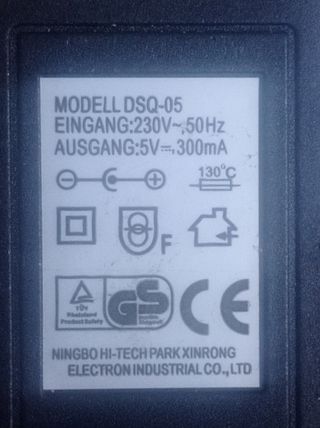 MODELL DSQ-05
EINGANG:230V~,50Hz
AUSGANG:5V⎓,300mA
130°C
F
TÜV
Product Safety
GS
CE
NINGBO HI-TECH PARK XINRONG
ELECTRON INDUSTRIAL CO.,LTD